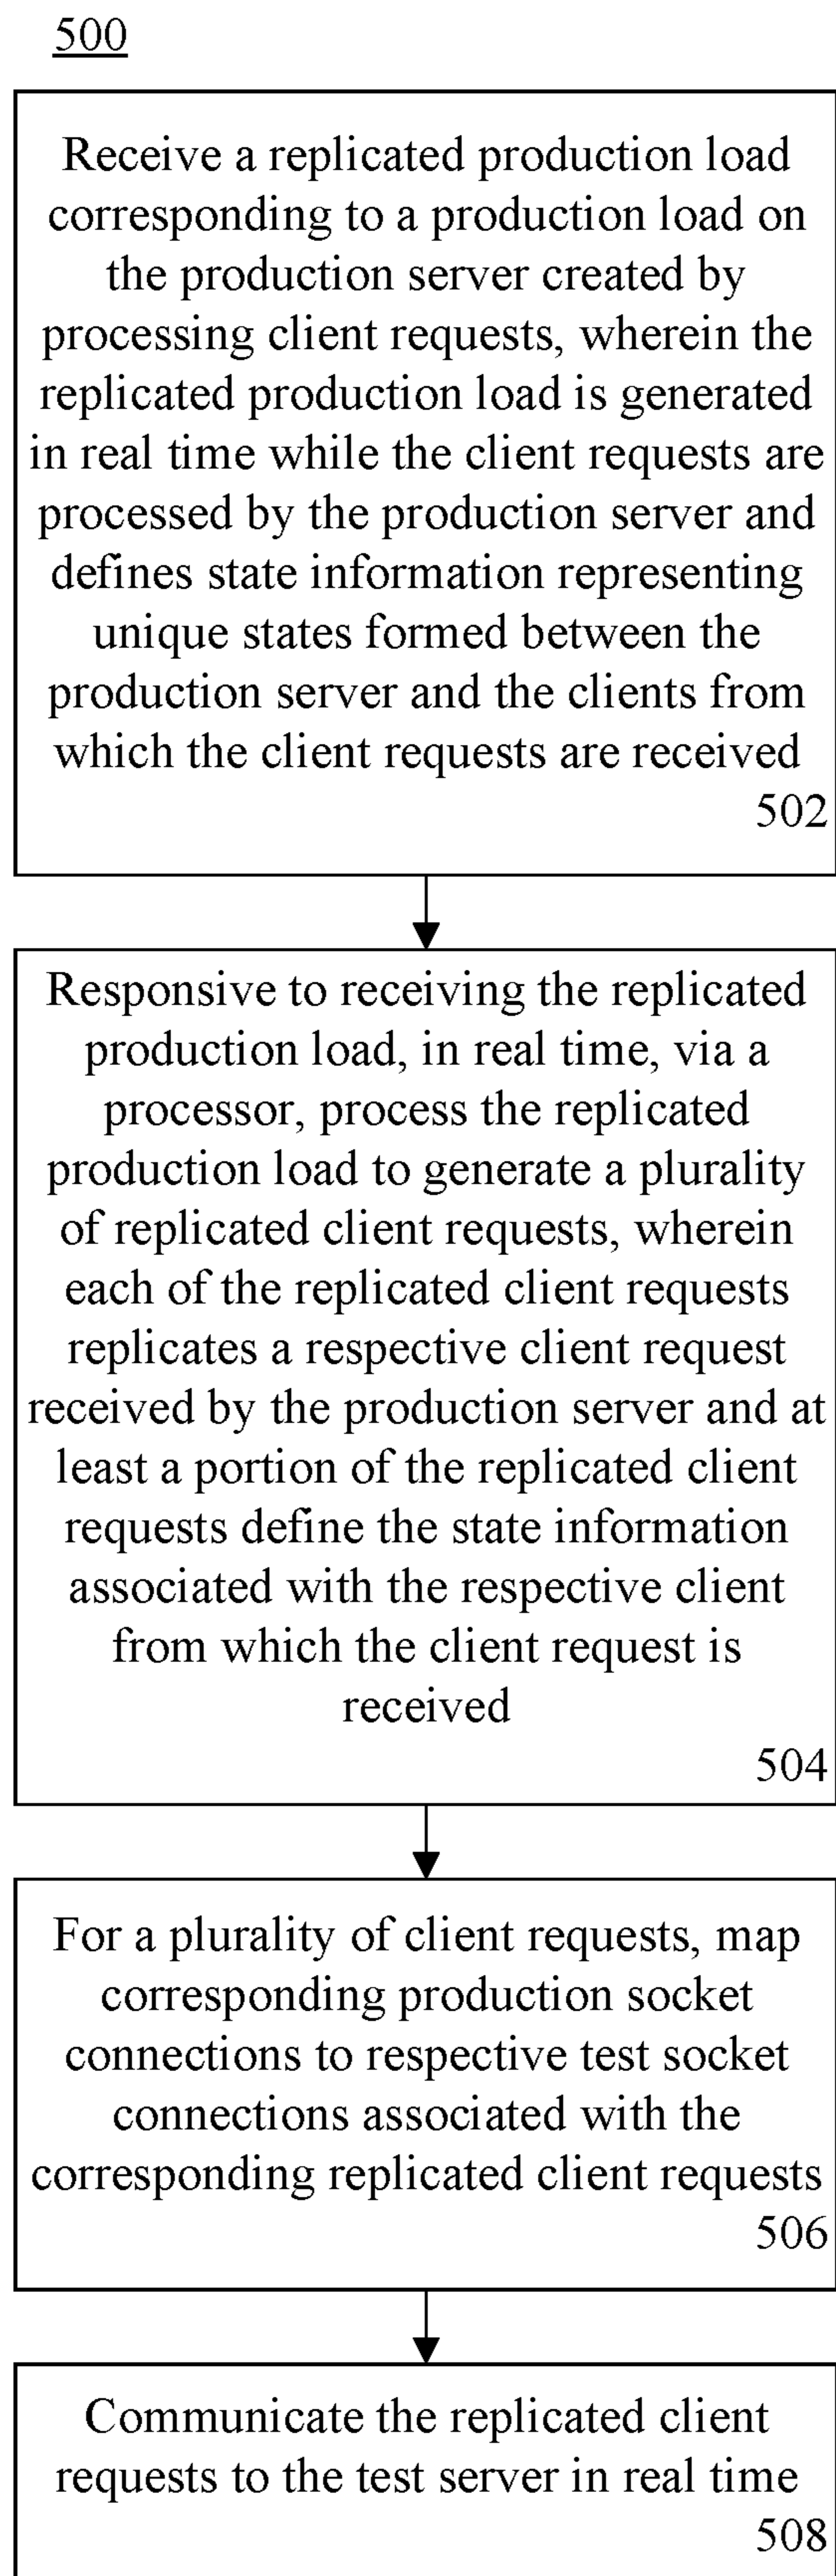 500
Receive a replicated production load
corresponding to a production load on
the production server created by
processing client requests, wherein the
replicated production load is generated
in real time while the client requests are
processed by the production server and
defines state information representing
unique states formed between the
production server and the clients from
which the client requests are received
502
Responsive to receiving the replicated
production load, in real time, via a
processor, process the replicated
production load to generate a plurality
of replicated client requests, wherein
each of the replicated client requests
replicates a respective client request
received by the production server and at
least a portion of the replicated client
requests define the state information
associated with the respective client
from which the client request is
received
504
For a plurality of client requests, map
corresponding production socket
connections to respective test socket
connections associated with the
corresponding replicated client requests
506
Communicate the replicated client
requests to the test server in real time
508